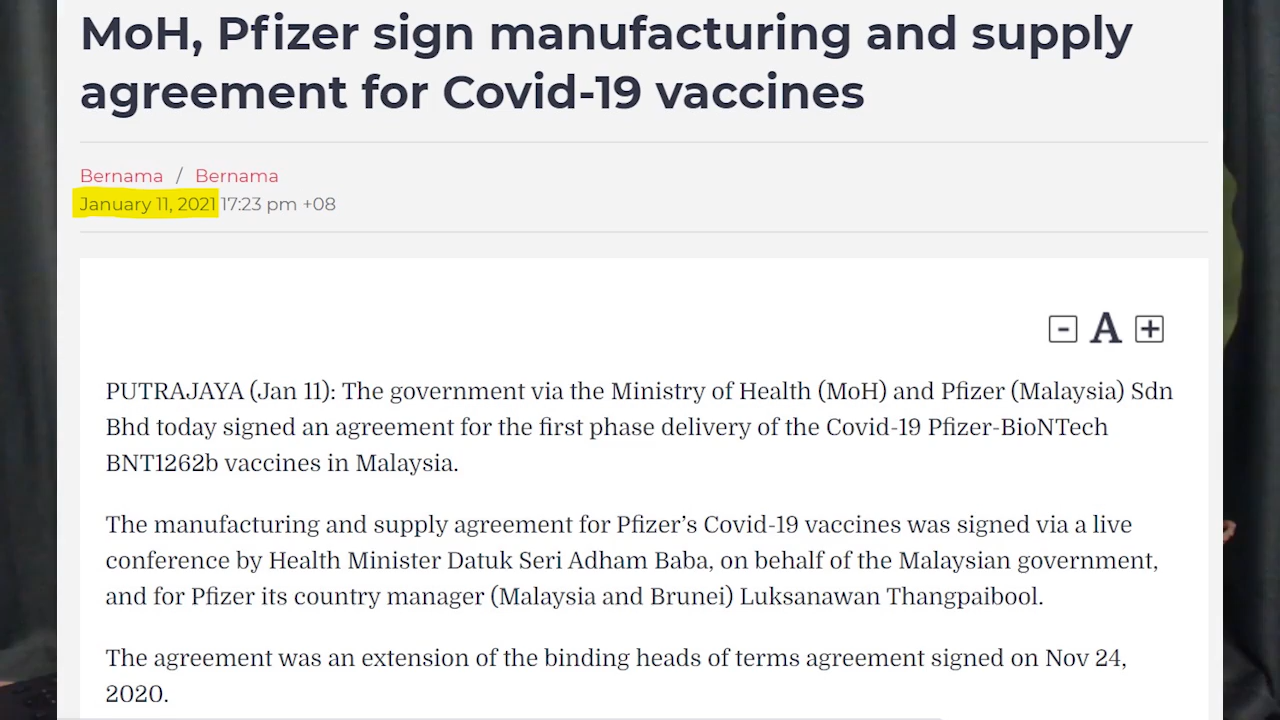 MoH, Pfizer sign manufacturing and supply
agreement for Covid-19 vaccines
Bernama / Bernama
January 11, 2021 17:23 pm +08
- A +
PUTRAJAYA (Jan 11): The government via the Ministry of Health (MoH) and Pfizer (Malaysia) Sdn
Bhd today signed an agreement for the first phase delivery of the Covid-19 Pfizer-BioNTech
BNT1262b vaccines in Malaysia.
The manufacturing and supply agreement for Pfizer’s Covid-19 vaccines was signed via a live
conference by Health Minister Datuk Seri Adham Baba, on behalf of the Malaysian government,
and for Pfizer its country manager (Malaysia and Brunei) Luksanawan Thangpaibool.
The agreement was an extension of the binding heads of terms agreement signed on Nov 24,
2020.